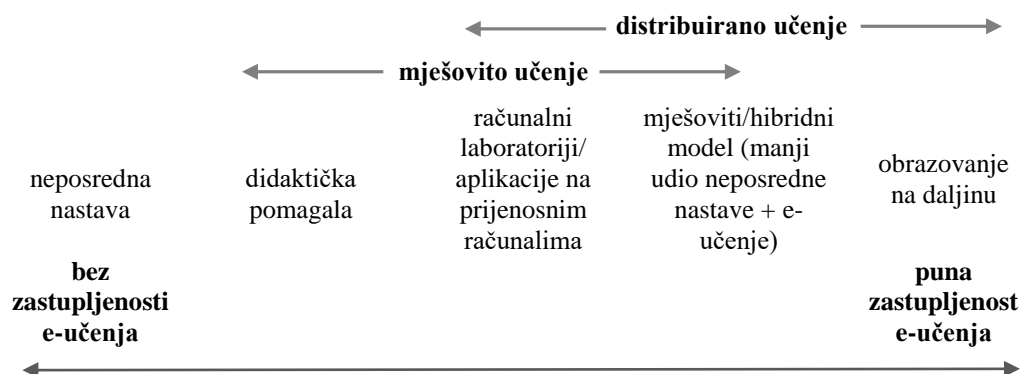 distribuirano učenje
mješovito učenje
neposredna
nastava
didaktička
pomagala
računalni
laboratoriji/
aplikacije na
prijenosnim
računalima
mješoviti/hibridni
model (manji
udio neposredne
nastave + e-
učenje)
obrazovanje
na daljinu
bez
zastupljenosti
e-učenja
puna
zastupljenost
e-učenja